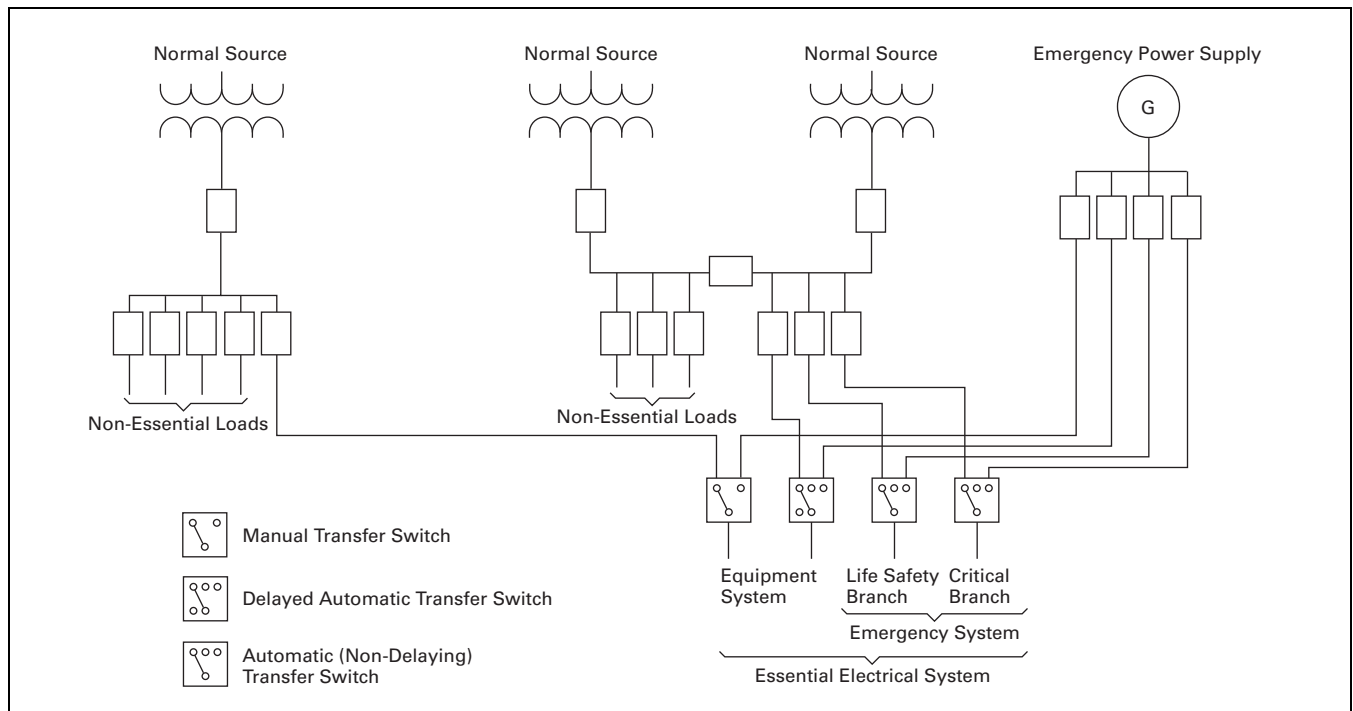 Normal Source
Normal Source
Normal Source
Emergency Power Supply
G
Non-Essential Loads
Non-Essential Loads
Manual Transfer Switch
Delayed Automatic Transfer Switch
Automatic (Non-Delaying)
Transfer Switch
Equipment
System
Life Safety
Branch
Critical
Branch
Emergency System
Essential Electrical System